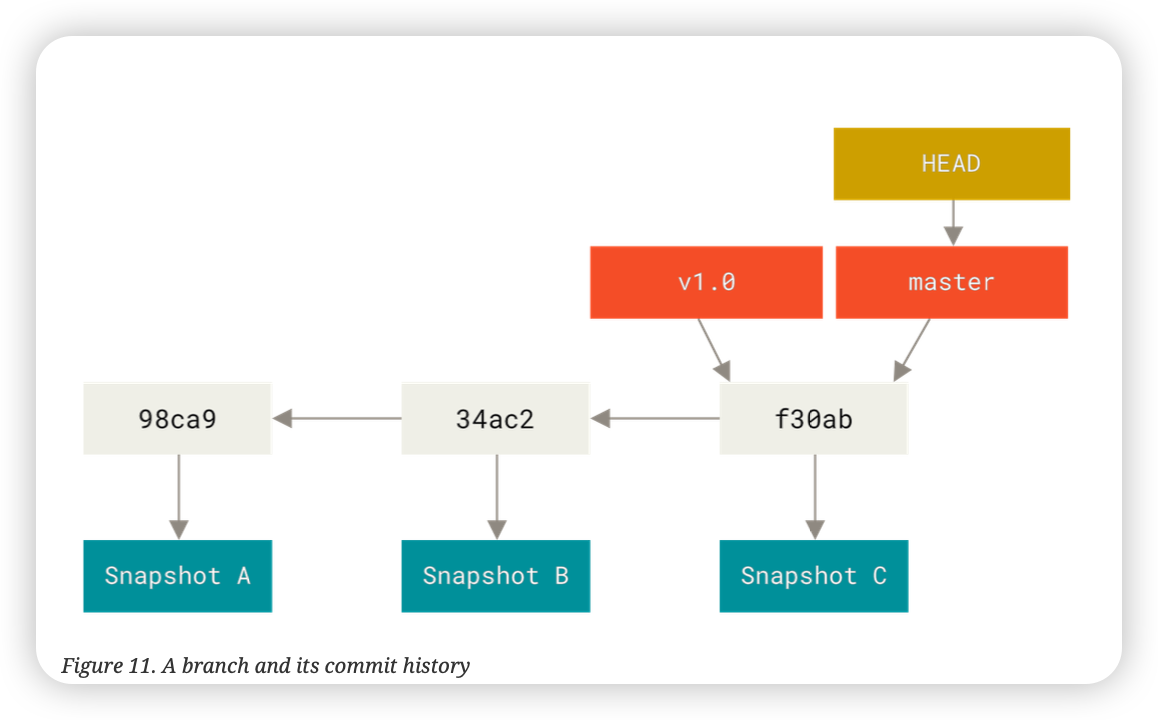 HEAD
v1.0
master
98ca9
34ac2
f30ab
Snapshot A
Snapshot B
Snapshot C
Figure 11. A branch and its commit history